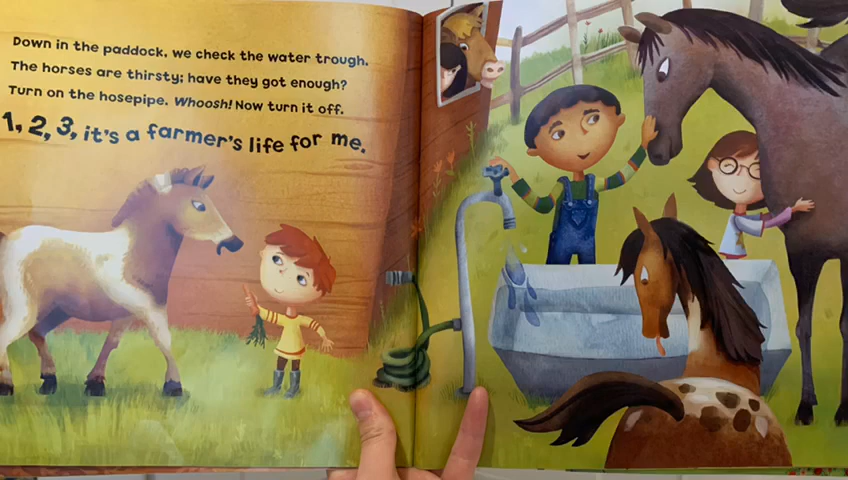 Down in the paddock, we check the water trough.
The horses are thirsty; have they got enough?
Turn on the hosepipe. Whoosh! Now turn it off.
1, 2, 3, it's a farmer's life for me.